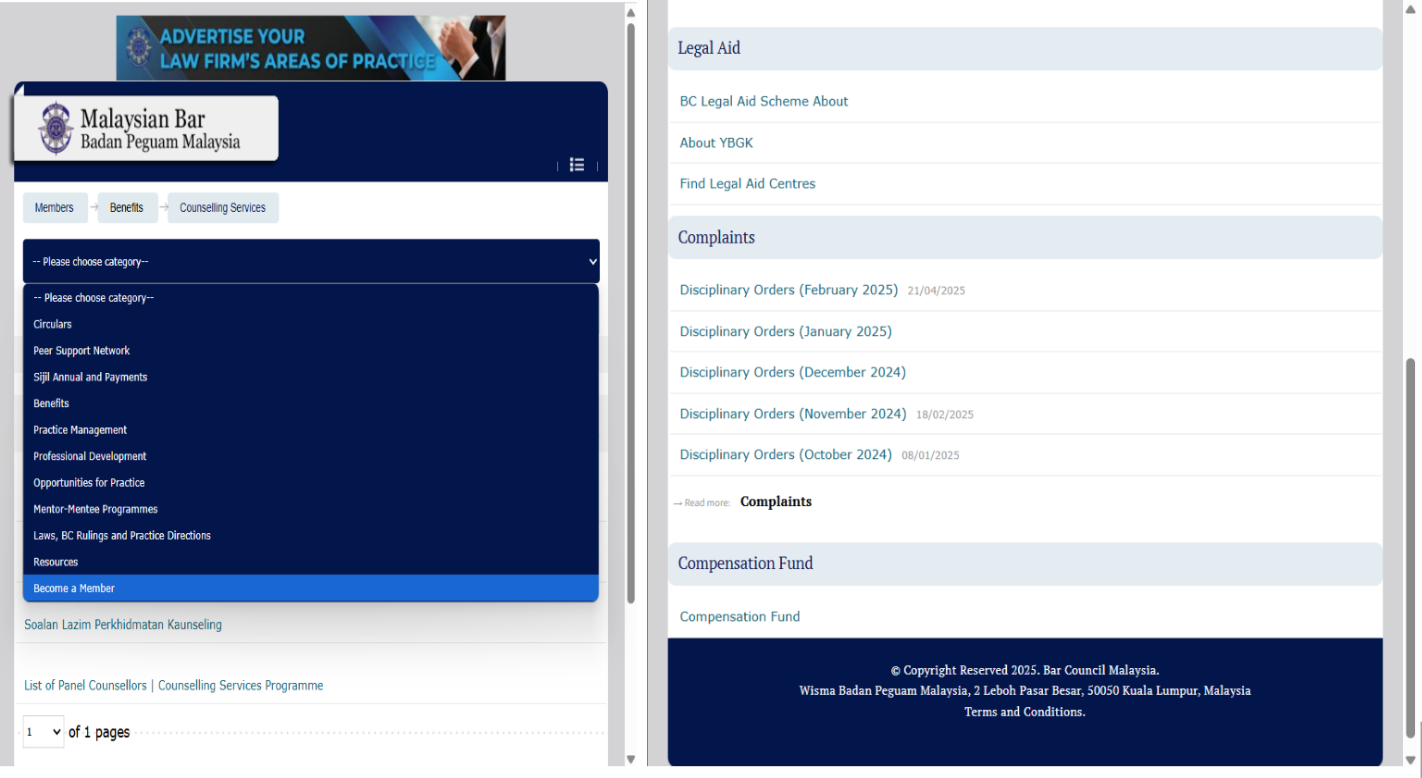 ADVERTISE YOUR
LAW FIRM'S AREAS OF PRACTICE
Malaysian Bar
Badan Peguam Malaysia
Members → Benefits → Counselling Services
-- Please choose category--
-- Please choose category--
Circulars
Peer Support Network
Sijil Annual and Payments
Benefits
Practice Management
Professional Development
Opportunities for Practice
Mentor-Mentee Programmes
Laws, BC Rulings and Practice Directions
Resources
Become a Member
Soalan Lazim Perkhidmatan Kaunseling
List of Panel Counsellors | Counselling Services Programme
1 of 1 pages
Legal Aid
BC Legal Aid Scheme About
About YBGK
Find Legal Aid Centres
Complaints
Disciplinary Orders (February 2025) 21/04/2025
Disciplinary Orders (January 2025)
Disciplinary Orders (December 2024)
Disciplinary Orders (November 2024) 18/02/2025
Disciplinary Orders (October 2024) 08/01/2025
→ Read more: Complaints
Compensation Fund
Compensation Fund
© Copyright Reserved 2025. Bar Council Malaysia.
Wisma Badan Peguam Malaysia, 2 Leboh Pasar Besar, 50050 Kuala Lumpur, Malaysia
Terms and Conditions.